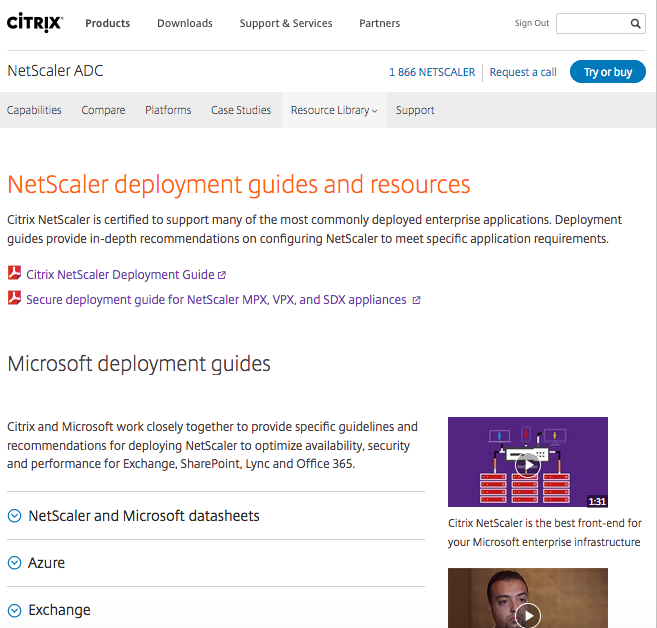 CITRIX Products Downloads Support & Services Partners Sign Out
NetScaler ADC 1 866 NETSCALER Request a call Try or buy
Capabilities Compare Platforms Case Studies Resource Library Support
NetScaler deployment guides and resources
Citrix NetScaler is certified to support many of the most commonly deployed enterprise applications. Deployment
guides provide in-depth recommendations on configuring NetScaler to meet specific application requirements.
Citrix NetScaler Deployment Guide
Secure deployment guide for NetScaler MPX, VPX, and SDX appliances
Microsoft deployment guides
Citrix and Microsoft work closely together to provide specific guidelines and
recommendations for deploying NetScaler to optimize availability, security
and performance for Exchange, SharePoint, Lync and Office 365.
NetScaler and Microsoft datasheets
Azure
Exchange
1:31
Citrix NetScaler is the best front-end for
your Microsoft enterprise infrastructure